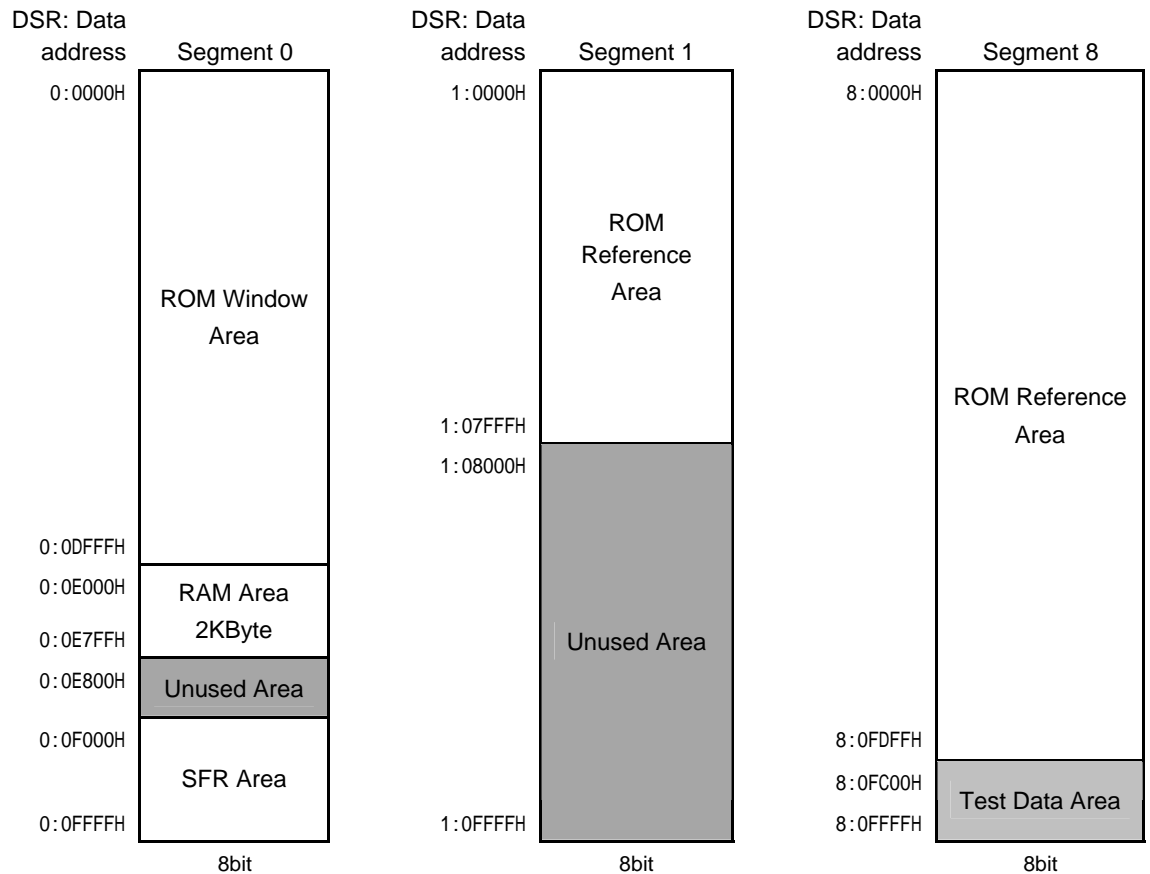 DSR: Data
address
Segment 0
0:0000H
ROM Window
Area
0:0DFFFH
0:0E000H
RAM Area
2KByte
0:0E7FFH
0:0E800H
Unused Area
0:0F000H
SFR Area
0:0FFFFH
8bit
DSR: Data
address
Segment 1
1:0000H
ROM
Reference
Area
1:07FFFH
1:08000H
Unused Area
1:0FFFFH
8bit
DSR: Data
address
Segment 8
8:0000H
ROM Reference
Area
8:0FDFFH
8:0FC00H
Test Data Area
8:0FFFFH
8bit